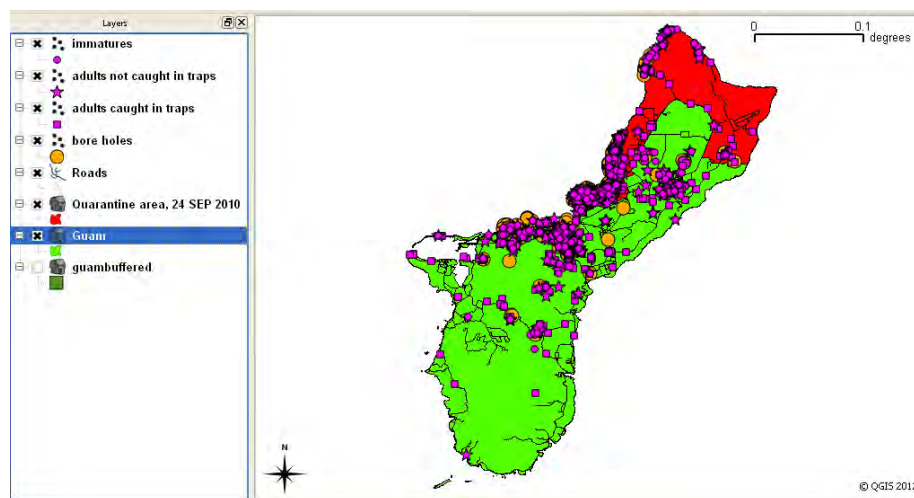 Layers
immatures
adults not caught in traps
adults caught in traps
bore holes
Roads
Quarantine area, 24 SEP 2010
Guam
guambuffered
0 0.1
degrees
N
© QGIS 2012